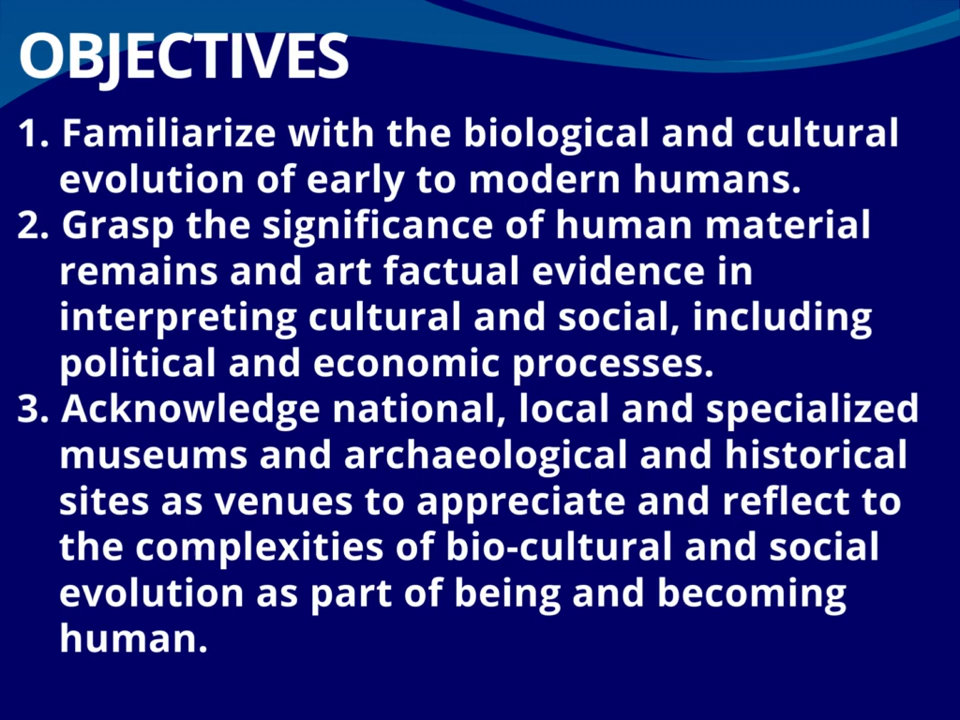 OBJECTIVES
1. Familiarize with the biological and cultural
evolution of early to modern humans.
2. Grasp the significance of human material
remains and art factual evidence in
interpreting cultural and social, including
political and economic processes.
3. Acknowledge national, local and specialized
museums and archaeological and historical
sites as venues to appreciate and reflect to
the complexities of bio-cultural and social
evolution as part of being and becoming
human.